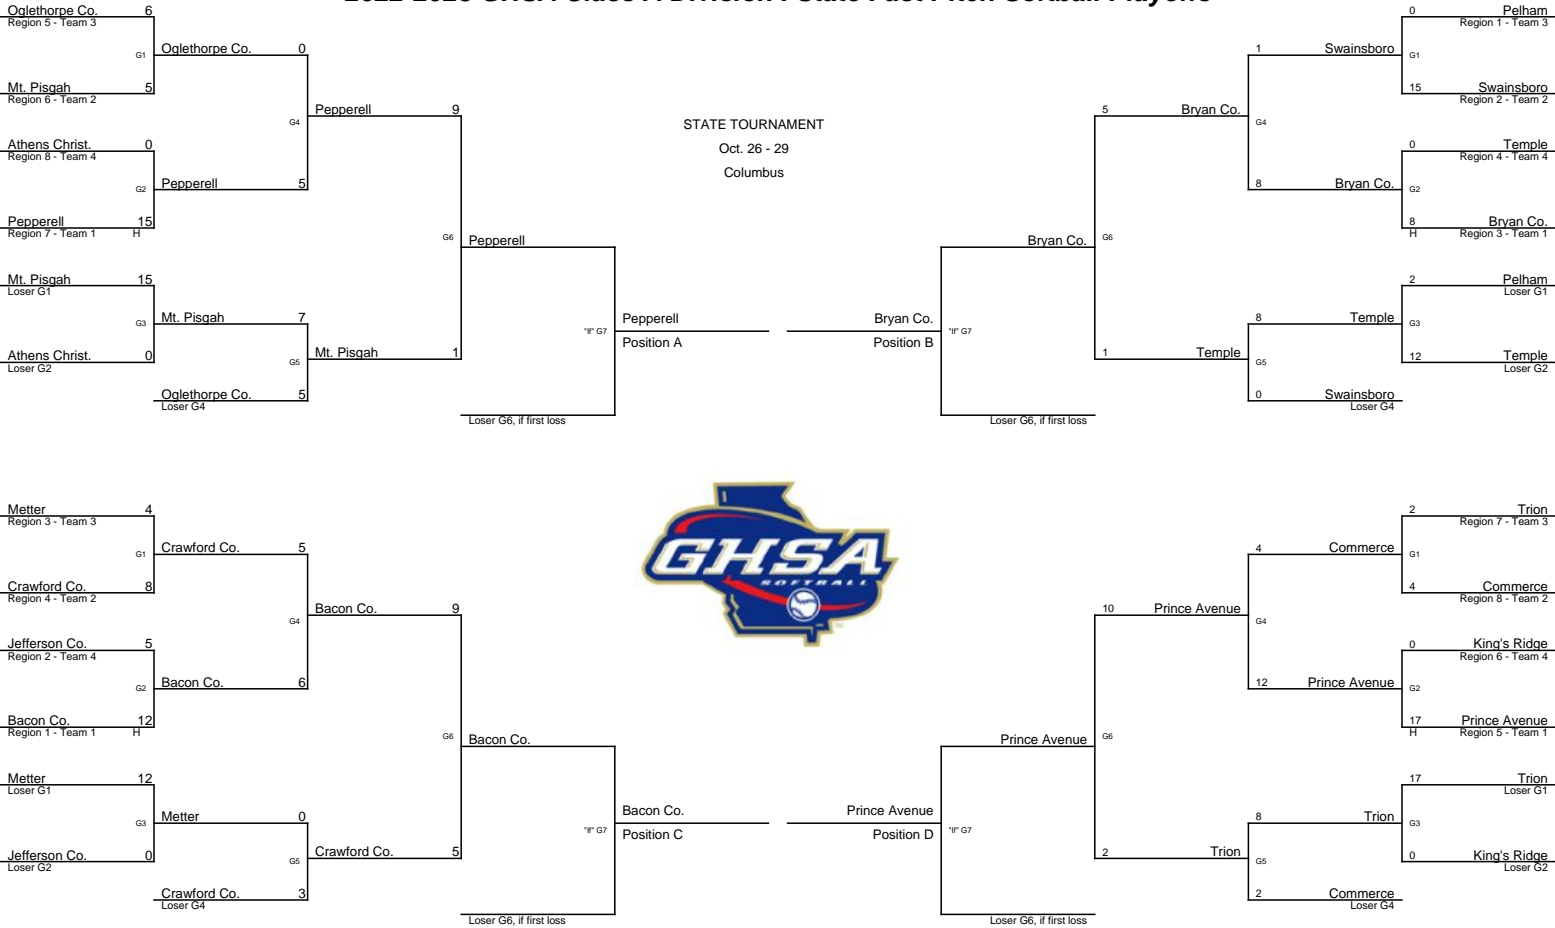 2022-2023 GHSA Class A Division I State Fast Pitch Softball Playoffs
Oglethorpe Co. 6
Region 5 - Team 3
G1 Oglethorpe Co. 0
Mt. Pisgah 5
Region 6 - Team 2
G4 Pepperell 9
Athens Christ. 0
Region 8 - Team 4
G2 Pepperell 5
Pepperell 15
Region 7 - Team 1 H
G6 Pepperell
Mt. Pisgah 15
Loser G1
G3 Mt. Pisgah 7
Athens Christ. 0
Loser G2
G5 Mt. Pisgah 1
Oglethorpe Co. 5
Loser G4
Loser G6, if first loss
"If" G7 Pepperell
Position A
STATE TOURNAMENT
Oct. 26 - 29
Columbus
0 Pelham
Region 1 - Team 3
1 Swainsboro G1
15 Swainsboro
Region 2 - Team 2
5 Bryan Co. G4
0 Temple
Region 4 - Team 4
8 Bryan Co. G2
8 Bryan Co.
H Region 3 - Team 1
Bryan Co. G6
2 Pelham
Loser G1
8 Temple G3
12 Temple
Loser G2
1 Temple G5
0 Swainsboro
Loser G4
Loser G6, if first loss
Bryan Co. "If" G7
Position B
GHSA
SOFTBALL
TM
Metter 4
Region 3 - Team 3
G1 Crawford Co. 5
Crawford Co. 8
Region 4 - Team 2
G4 Bacon Co. 9
Jefferson Co. 5
Region 2 - Team 4
G2 Bacon Co. 6
Bacon Co. 12
Region 1 - Team 1 H
G6 Bacon Co.
Metter 12
Loser G1
G3 Metter 0
Jefferson Co. 0
Loser G2
G5 Crawford Co. 5
Crawford Co. 3
Loser G4
Loser G6, if first loss
"If" G7 Bacon Co.
Position C
2 Trion
Region 7 - Team 3
4 Commerce G1
4 Commerce
Region 8 - Team 2
10 Prince Avenue G4
0 King's Ridge
Region 6 - Team 4
12 Prince Avenue G2
17 Prince Avenue
H Region 5 - Team 1
Prince Avenue G6
17 Trion
Loser G1
8 Trion G3
0 King's Ridge
Loser G2
2 Trion G5
2 Commerce
Loser G4
Loser G6, if first loss
Prince Avenue "If" G7
Position D